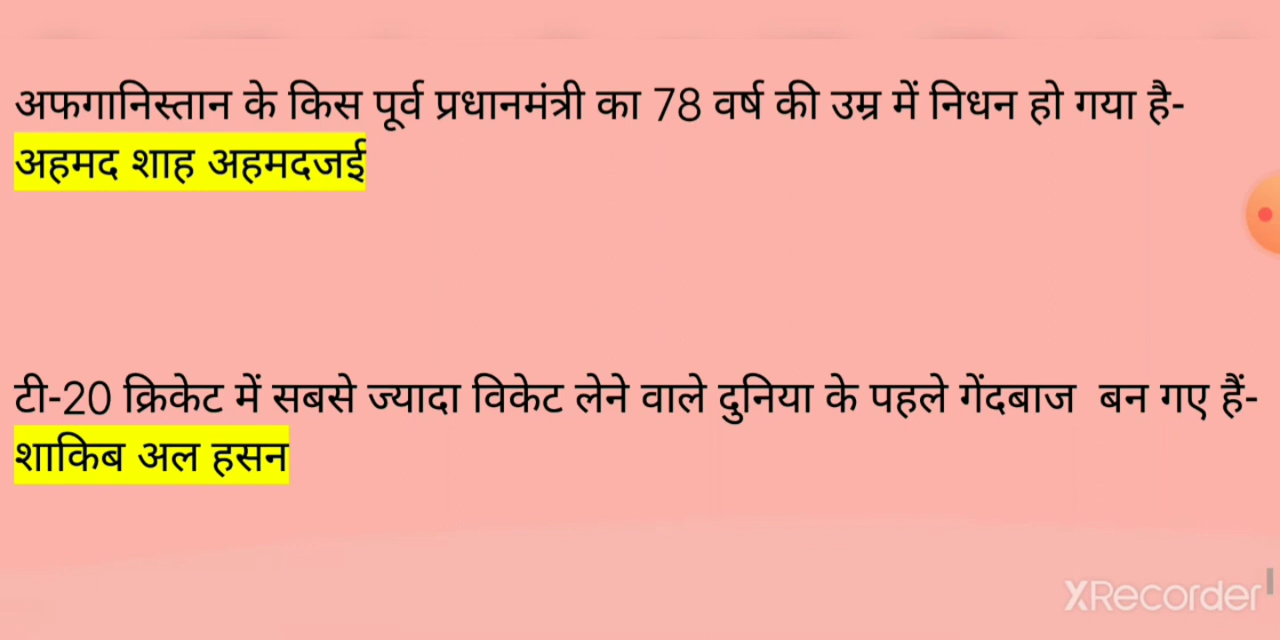 अफगानिस्तान के किस पूर्व प्रधानमंत्री का 78 वर्ष की उम्र में निधन हो गया है-
अहमद शाह अहमदजई
टी-20 क्रिकेट में सबसे ज्यादा विकेट लेने वाले दुनिया के पहले गेंदबाज बन गए हैं-
शाकिब अल हसन
XRecorder